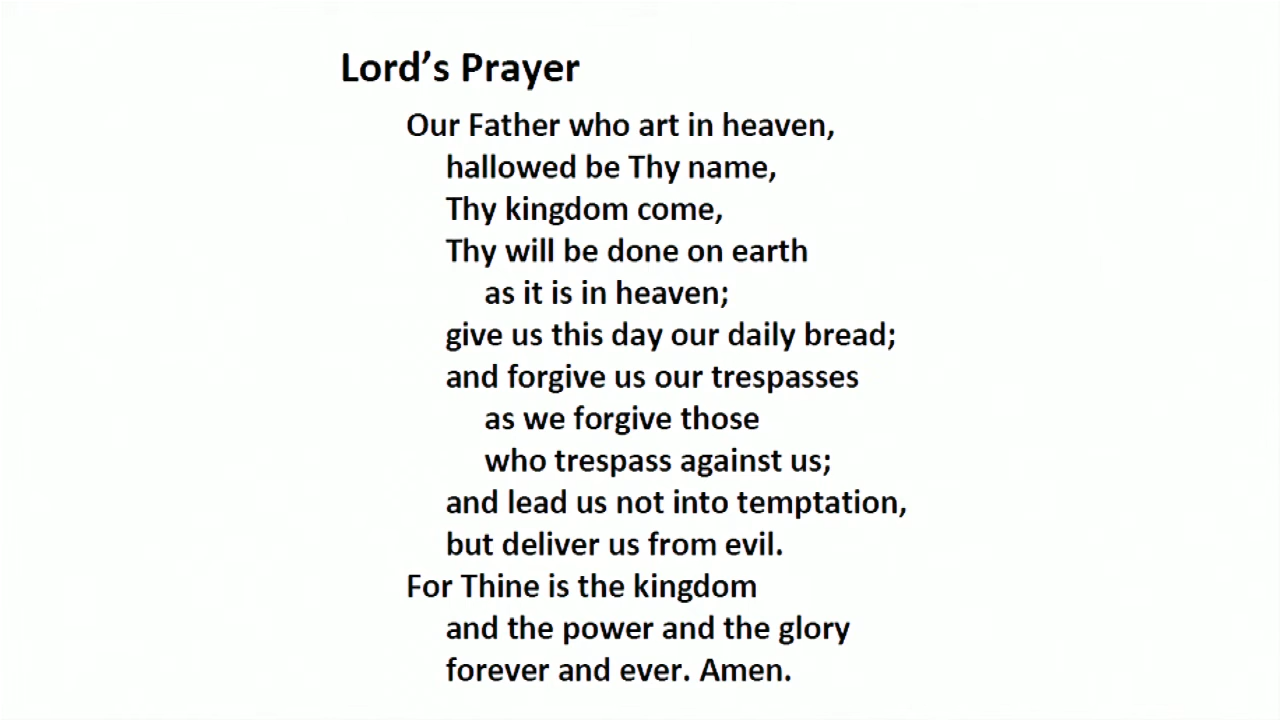 Lord’s Prayer
Our Father who art in heaven,
hallowed be Thy name,
Thy kingdom come,
Thy will be done on earth
as it is in heaven;
give us this day our daily bread;
and forgive us our trespasses
as we forgive those
who trespass against us;
and lead us not into temptation,
but deliver us from evil.
For Thine is the kingdom
and the power and the glory
forever and ever. Amen.